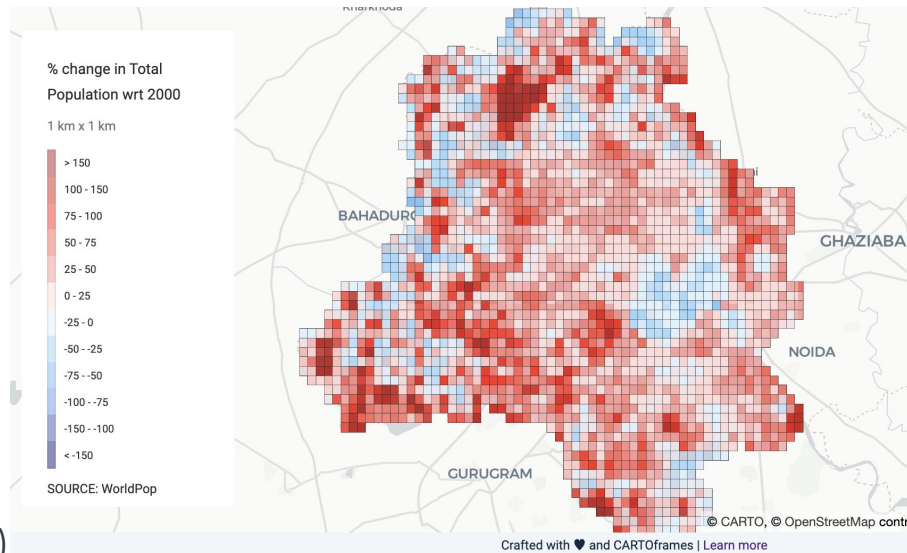 Kharkhoda
% change in Total
Population wrt 2000
1 km x 1 km
> 150
100 - 150
75 - 100
50 - 75
25 - 50
0 - 25
-25 - 0
-50 - -25
-75 - -50
-100 - -75
-150 - -100
< -150
SOURCE: WorldPop
BAHADURG
GHAZIABA
NOIDA
GURUGRAM
© CARTO, © OpenStreetMap contr
)
Crafted with ♥ and CARTOframes | Learn more